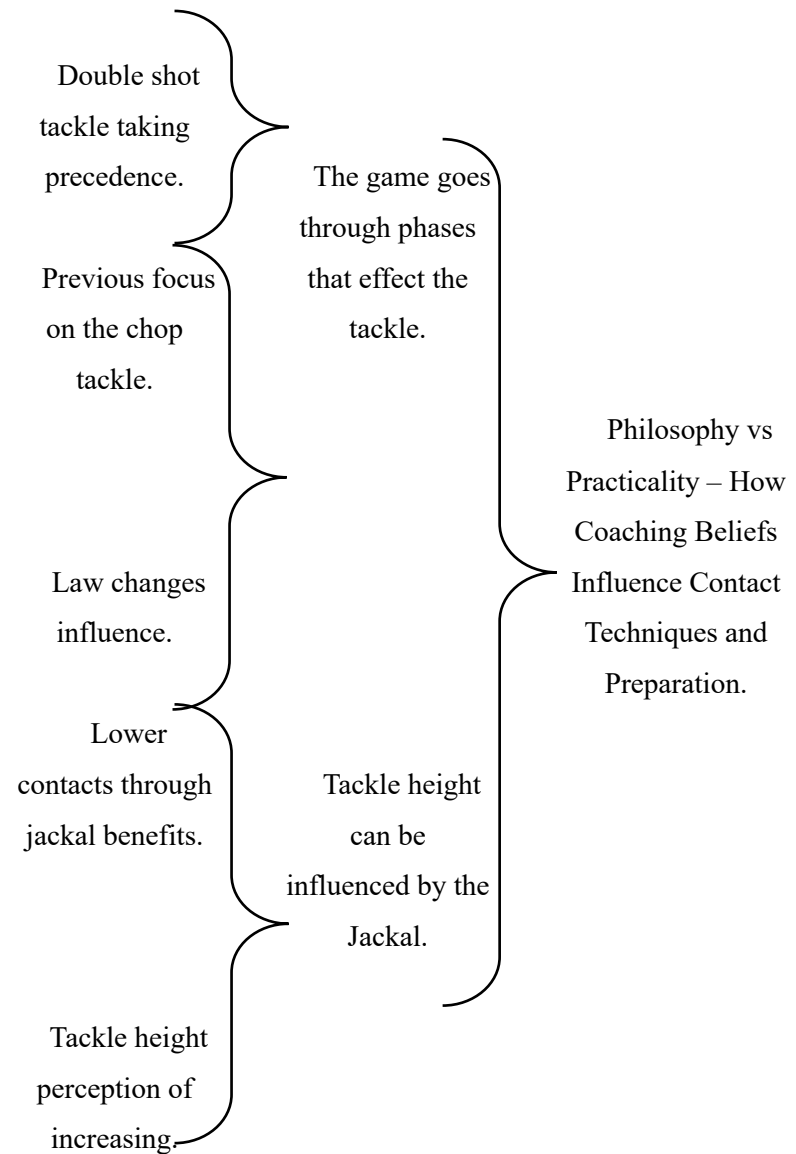 Double shot
tackle taking
precedence.
Previous focus
on the chop
tackle.
Law changes
influence.
Lower
contacts through
jackal benefits.
Tackle height
perception of
increasing.
The game goes
through phases
that effect the
tackle.
Tackle height
can be
influenced by the
Jackal.
Philosophy vs
Practicality – How
Coaching Beliefs
Influence Contact
Techniques and
Preparation.